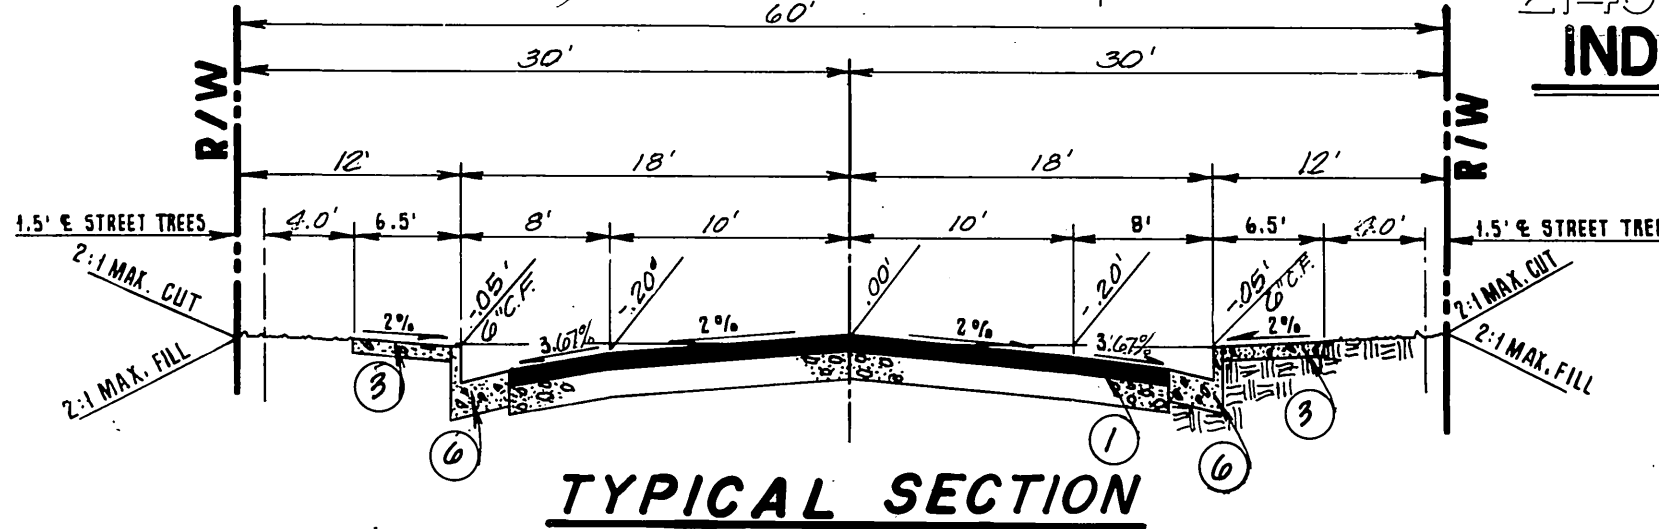 60'
30' 30'
IND
R/W R/W
12' 18' 18' 12'
1.5' ℄ STREET TREES 4.0' 6.5' 8' 10' 10' 8' 6.5' 4.0' 1.5' ℄ STREET TREE
2:1 MAX. CUT -.05' 6"C.F. -.20' .00' -.20' -.05' 6"C.F. 2:1 MAX. CUT
2% 3.67% 2% 2% 3.67% 2%
2:1 MAX. FILL 2:1 MAX. FILL
3 6 1 6 3
TYPICAL SECTION